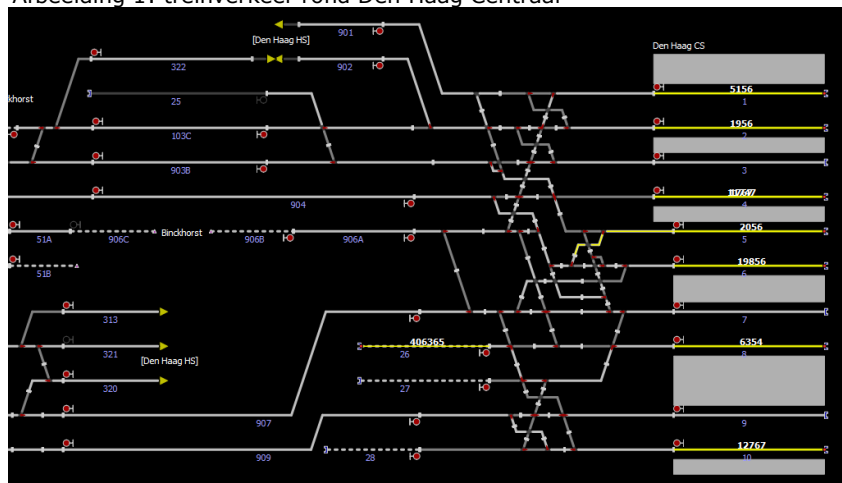 Afbeelding 1: treinverkeer rond Den Haag Centraal
901
[Den Haag HS]
Den Haag CS
322
902
5156
1
khorst
25
1956
2
103C
903B
3
904
4
2056
5
51A
906C
Binckhorst
906B
906A
19856
6
51B
313
7
406365
6354
321
26
8
[Den Haag HS]
320
27
907
9
12767
909
28
10